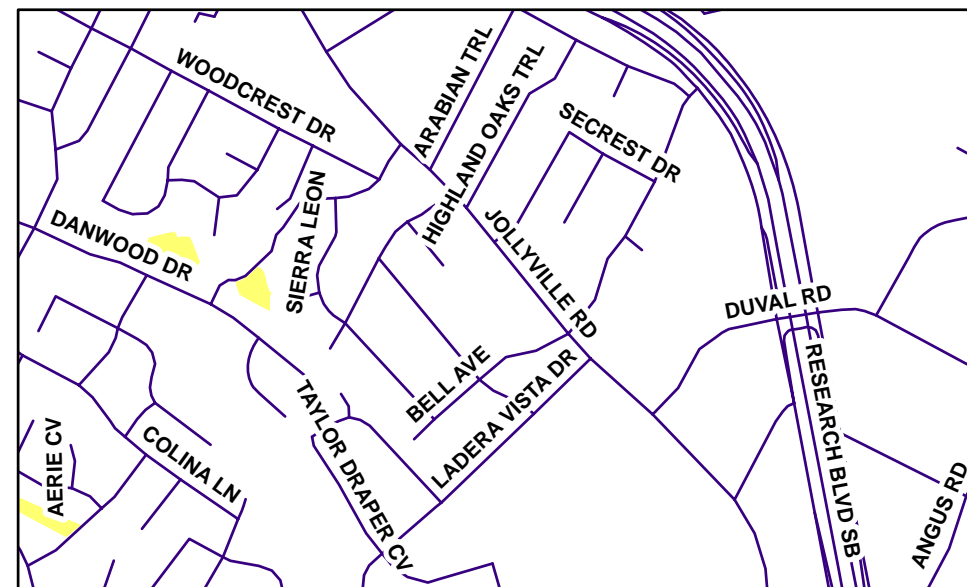 WOODCREST DR
ARABIAN TRL
HIGHLAND OAKS TRL
SECREST DR
SIERRA LEON
DANWOOD DR
JOLLYVILLE RD
DUVAL RD
BELL AVE
LADERA VISTA DR
RESEARCH BLVD SB
TAYLOR DRAPER CV
COLINA LN
AERIE CV
ANGUS RD